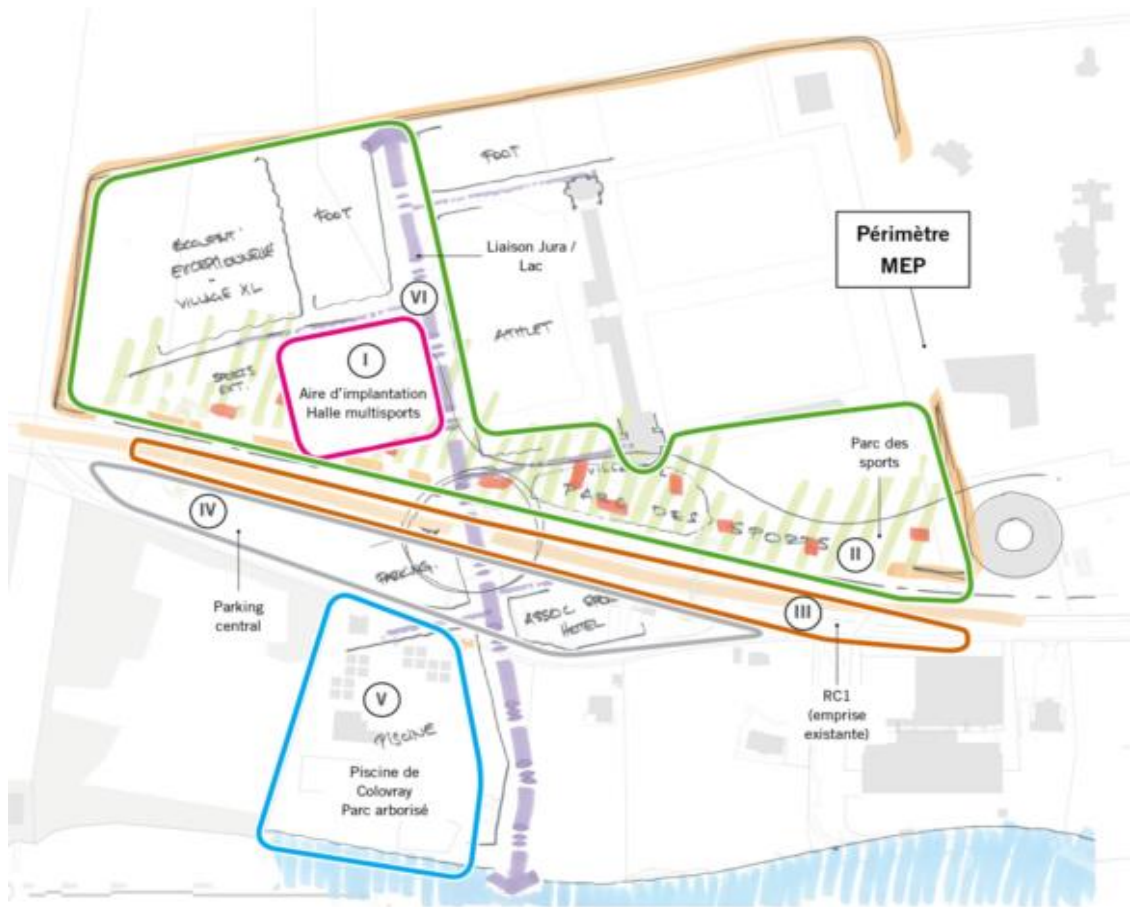 FOOT
FOOT
Périmètre
MEP
Liaison Jura /
Lac
EXCEPTIONNELLE
VILLAGE XL
VI
I
ATHLET
SPORTS
EXT.
Aire d'implantation
Halle multisports
Parc des
sports
PARC DES SPORTS
II
IV
PARKING
Parking
central
III
HOTEL
RC1
(emprise
existante)
V
PISCINE
Piscine de
Colovray
Parc arborisé